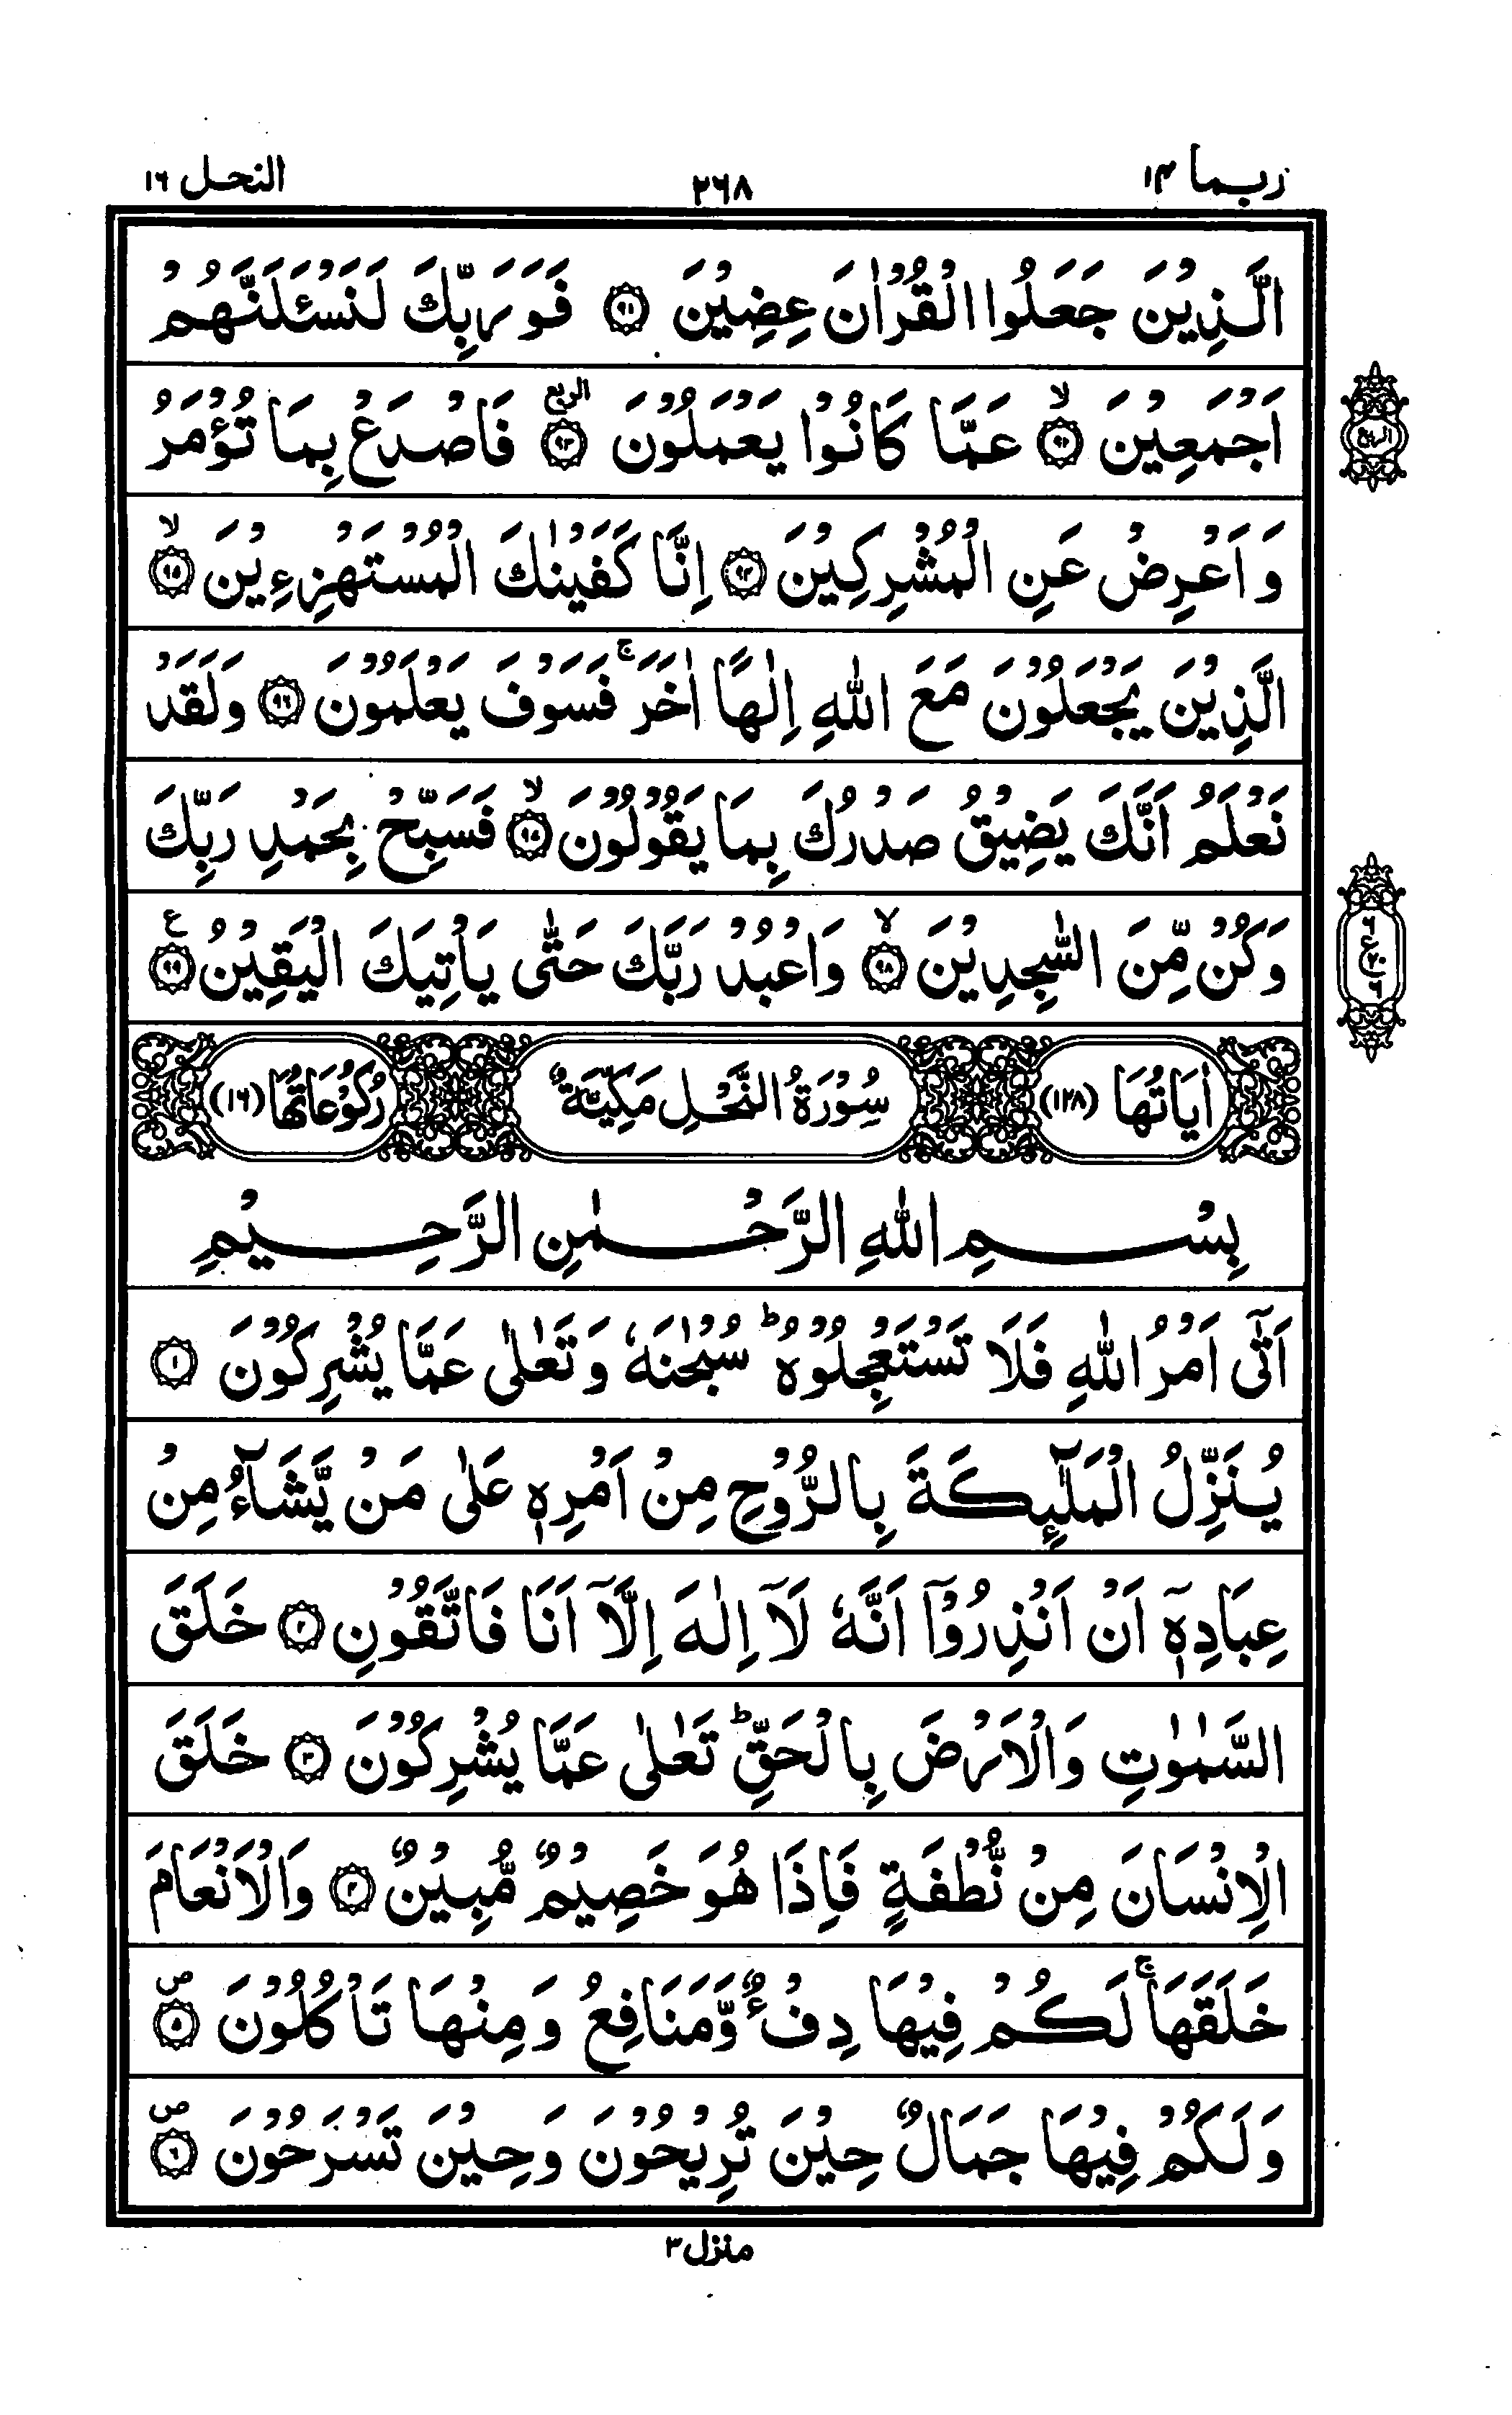 ربما ١٤
٢٦٨
النحل ١٦
الَّذِيْنَ جَعَلُوا الْقُرْاٰنَ عِضِيْنَ ۝٩١ فَوَرَبِّكَ لَنَسْـَٔلَنَّهُمْ
اَجْمَعِيْنَ ۝٩٢ۙ عَمَّا كَانُوْا يَعْمَلُوْنَ ۝٩٣ الربع فَاصْدَعْ بِمَا تُؤْمَرُ
وَاَعْرِضْ عَنِ الْمُشْرِكِيْنَ ۝٩٤ اِنَّا كَفَيْنٰكَ الْمُسْتَهْزِءِيْنَ ۝٩٥ۙ
الربع
الَّذِيْنَ يَجْعَلُوْنَ مَعَ اللّٰهِ اِلٰهًا اٰخَرَ ۚ فَسَوْفَ يَعْلَمُوْنَ ۝٩٦ وَلَقَدْ
نَعْلَمُ اَنَّكَ يَضِيْقُ صَدْرُكَ بِمَا يَقُوْلُوْنَ ۝٩٧ۙ فَسَبِّحْ بِحَمْدِ رَبِّكَ
وَكُنْ مِّنَ السّٰجِدِيْنَ ۝٩٨ۙ وَاعْبُدْ رَبَّكَ حَتّٰى يَاْتِيَكَ الْيَقِيْنُ ۝٩٩ ع
اٰيَاتُهَا (١٢٨)
سُوْرَةُ النَّحْلِ مَكِّيَّةٌ
رُكُوْعَاتُهَا (١٦)
بِسْمِ اللّٰهِ الرَّحْمٰنِ الرَّحِيْمِ
اَتٰٓى اَمْرُ اللّٰهِ فَلَا تَسْتَعْجِلُوْهُ ؕ سُبْحٰنَهٗ وَتَعٰلٰى عَمَّا يُشْرِكُوْنَ ۝١
يُنَزِّلُ الْمَلٰٓئِكَةَ بِالرُّوْحِ مِنْ اَمْرِهٖ عَلٰى مَنْ يَّشَآءُ مِنْ
عِبَادِهٖٓ اَنْ اَنْذِرُوْٓا اَنَّهٗ لَآ اِلٰهَ اِلَّآ اَنَا فَاتَّقُوْنِ ۝٢ خَلَقَ
السَّمٰوٰتِ وَالْاَرْضَ بِالْحَقِّ ؕ تَعٰلٰى عَمَّا يُشْرِكُوْنَ ۝٣ خَلَقَ
الْاِنْسَانَ مِنْ نُّطْفَةٍ فَاِذَا هُوَ خَصِيْمٌ مُّبِيْنٌ ۝٤ وَالْاَنْعَامَ
خَلَقَهَا ۚ لَكُمْ فِيْهَا دِفْءٌ وَّمَنَافِعُ وَمِنْهَا تَاْكُلُوْنَ ۝٥ۖ
وَلَكُمْ فِيْهَا جَمَالٌ حِيْنَ تُرِيْحُوْنَ وَحِيْنَ تَسْرَحُوْنَ ۝٦ۖ
منزل ٣